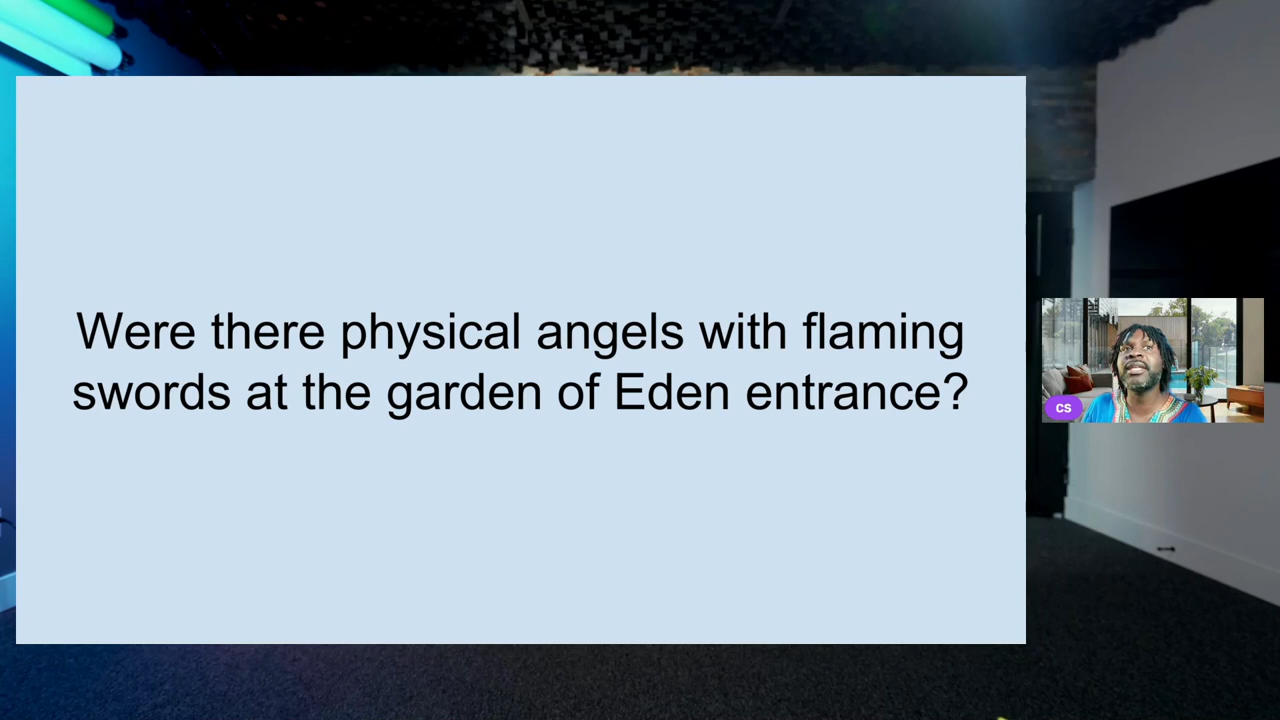 Were there physical angels with flaming
swords at the garden of Eden entrance?
CS